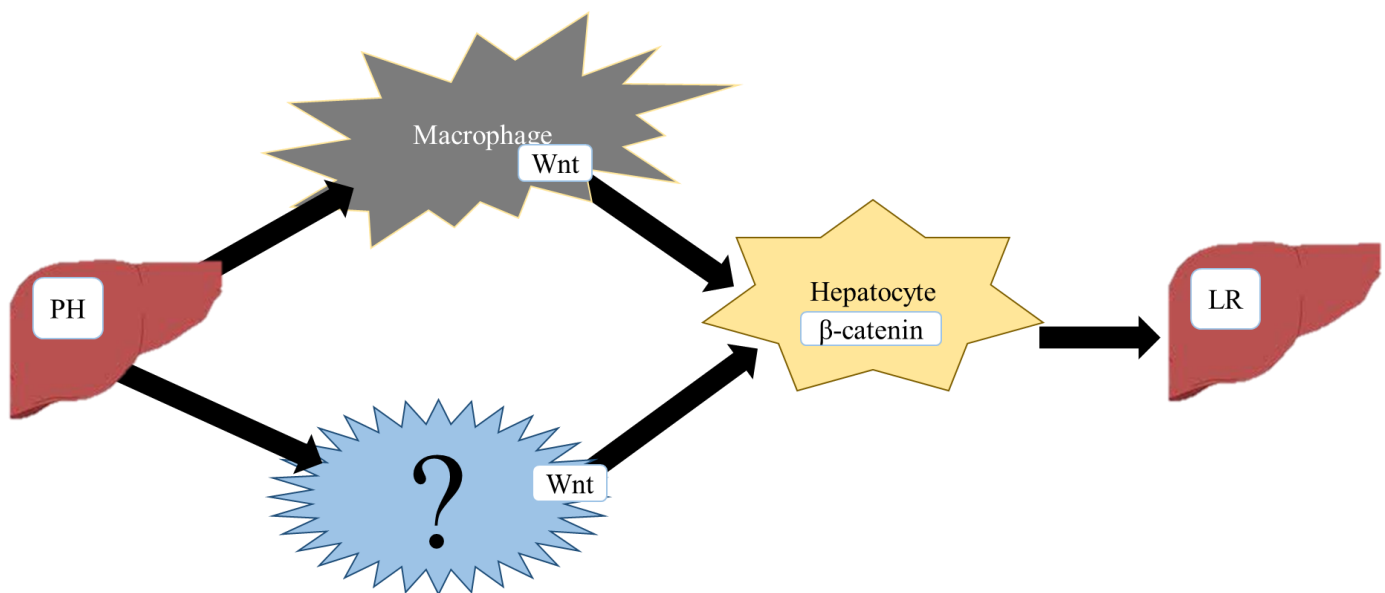 Macrophage
Wnt
PH
Hepatocyte
β-catenin
LR
?
Wnt